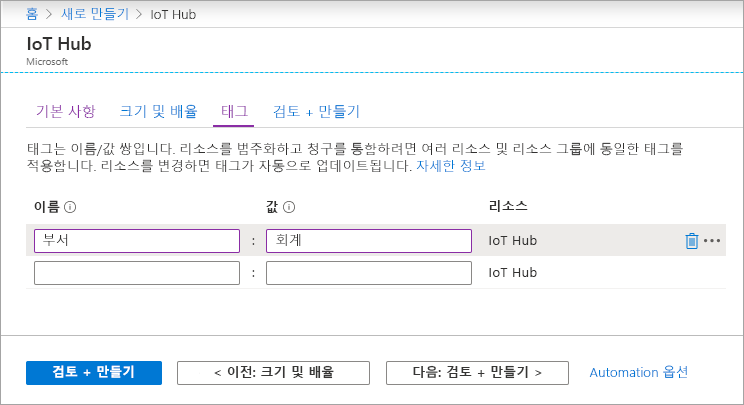 홈 > 새로 만들기 > IoT Hub
IoT Hub
Microsoft
기본 사항 크기 및 배율 태그 검토 + 만들기
태그는 이름/값 쌍입니다. 리소스를 범주화하고 청구를 통합하려면 여러 리소스 및 리소스 그룹에 동일한 태그를
적용합니다. 리소스를 변경하면 태그가 자동으로 업데이트됩니다. 자세한 정보
이름 값 리소스
부서 : 회계 IoT Hub
: IoT Hub
검토 + 만들기 < 이전: 크기 및 배율 다음: 검토 + 만들기 > Automation 옵션